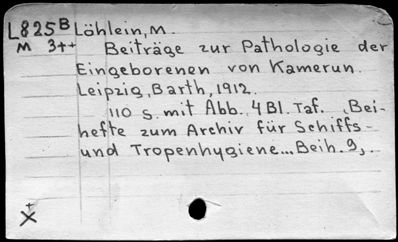 L825B Löhlein, M.
M 3++ Beiträge zur Pathologie der
Eingeborenen von Kamerun.
Leipzig, Barth, 1912.
110 S. mit Abb. 4 Bl. Taf. (Bei-
hefte zum Archiv für Schiffs-
und Tropenhygiene... Beih. 9,.
+
X